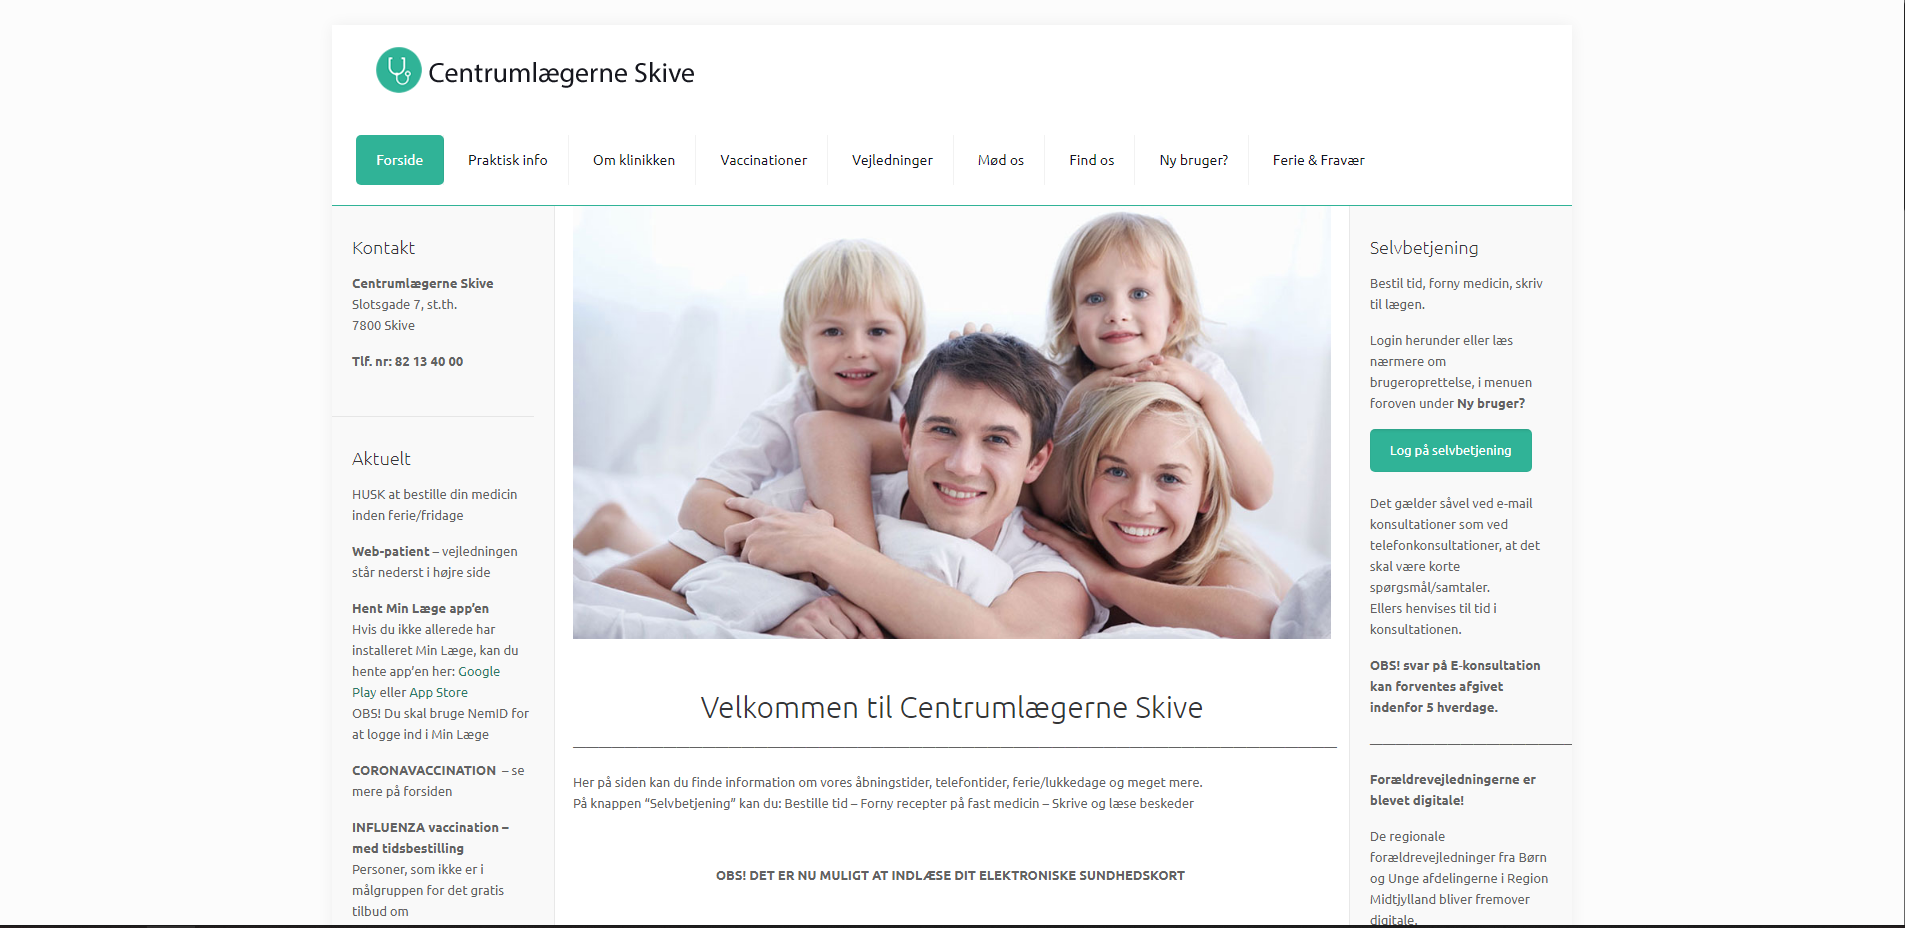 Centrumlægerne Skive
Forside
Praktisk info
Om klinikken
Vaccinationer
Vejledninger
Mød os
Find os
Ny bruger?
Ferie & Fravær
Kontakt
Centrumlægerne Skive
Slotsgade 7, st.th.
7800 Skive
Tlf. nr: 82 13 40 00
Aktuelt
HUSK at bestille din medicin
inden ferie/fridage
Web-patient – vejledningen
står nederst i højre side
Hent Min Læge app’en
Hvis du ikke allerede har
installeret Min Læge, kan du
hente app’en her: Google
Play eller App Store
OBS! Du skal bruge NemID for
at logge ind i Min Læge
CORONAVACCINATION – se
mere på forsiden
INFLUENZA vaccination –
med tidsbestilling
Personer, som ikke er i
målgruppen for det gratis
tilbud om
Velkommen til Centrumlægerne Skive
Her på siden kan du finde information om vores åbningstider, telefontider, ferie/lukkedage og meget mere.
På knappen “Selvbetjening” kan du: Bestille tid – Forny recepter på fast medicin – Skrive og læse beskeder
OBS! DET ER NU MULIGT AT INDLÆSE DIT ELEKTRONISKE SUNDHEDSKORT
Selvbetjening
Bestil tid, forny medicin, skriv
til lægen.
Login herunder eller læs
nærmere om
brugeroprettelse, i menuen
foroven under Ny bruger?
Log på selvbetjening
Det gælder såvel ved e-mail
konsultationer som ved
telefonkonsultationer, at det
skal være korte
spørgsmål/samtaler.
Ellers henvises til tid i
konsultationen.
OBS! svar på E-konsultation
kan forventes afgivet
indenfor 5 hverdage.
Forældrevejledningerne er
blevet digitale!
De regionale
forældrevejledninger fra Børn
og Unge afdelingerne i Region
Midtjylland bliver fremover
digitale.